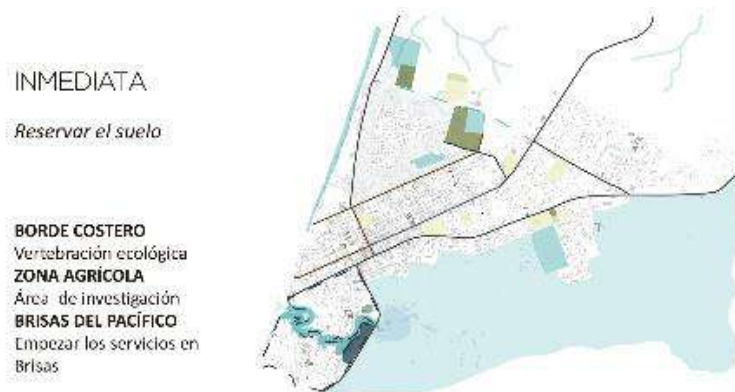 INMEDIATA
Reservar el suelo
BORDE COSTERO
Vertebración ecológica
ZONA AGRÍCOLA
Área de investigación
BRISAS DEL PACÍFICO
Empezar los servicios en
Brisas